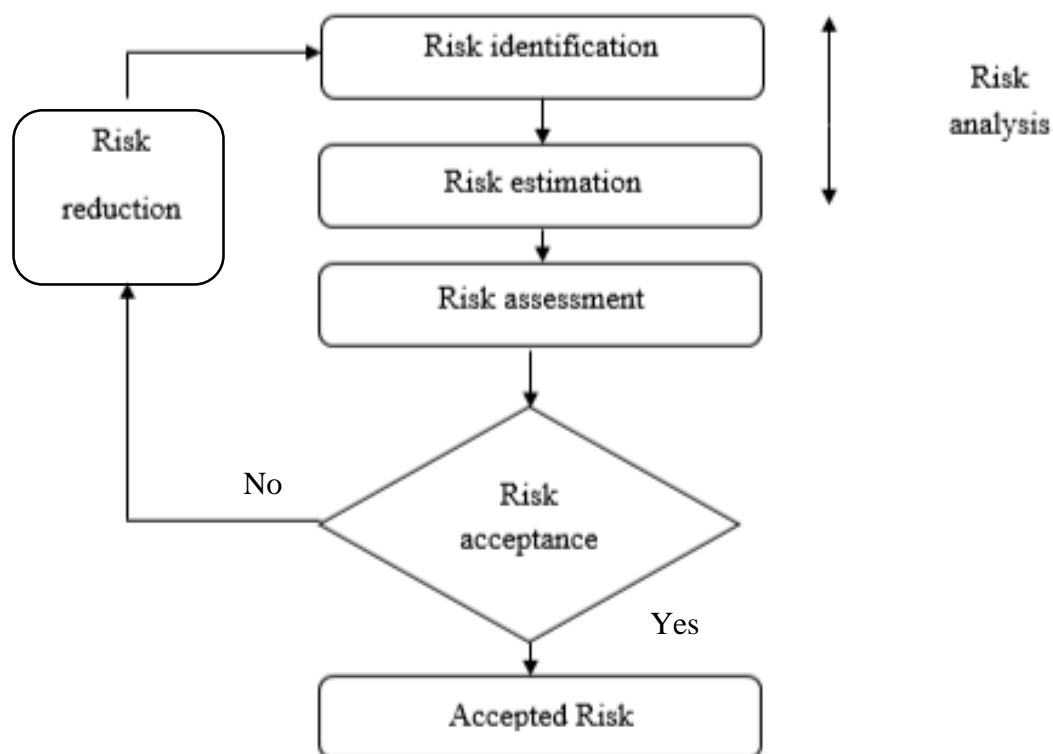 Risk identification
Risk
analysis
Risk
reduction
Risk estimation
Risk assessment
No
Risk
acceptance
Yes
Accepted Risk